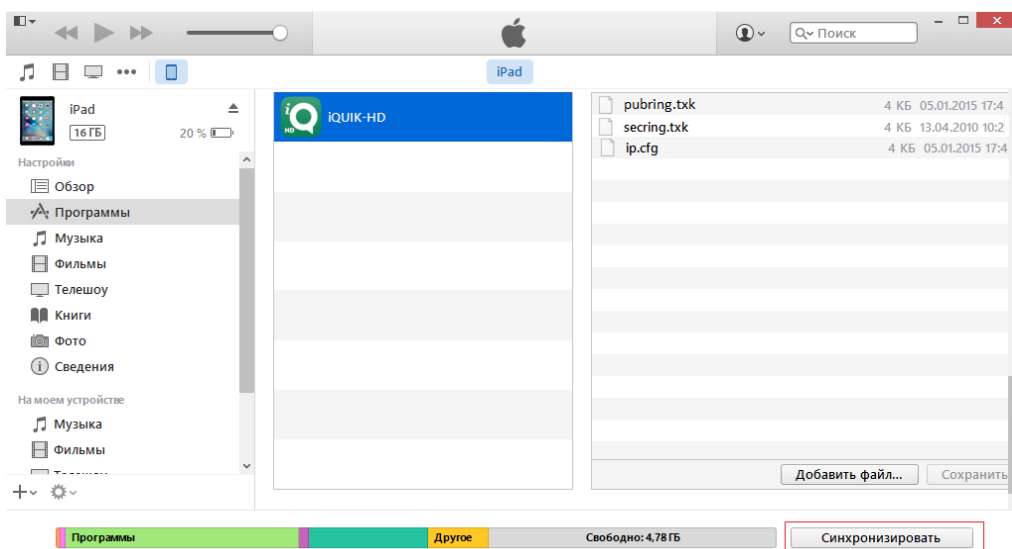 Поиск
iPad
iPad
16 ГБ
20 %
Настройки
Обзор
Программы
Музыка
Фильмы
Телешоу
Книги
Фото
Сведения
На моем устройстве
Музыка
Фильмы
iQUIK-HD
HD
pubring.txk 4 КБ 05.01.2015 17:4
secring.txk 4 КБ 13.04.2010 10:2
ip.cfg 4 КБ 05.01.2015 17:4
Добавить файл... Сохранить
Программы Другое Свободно: 4,78 ГБ Синхронизировать